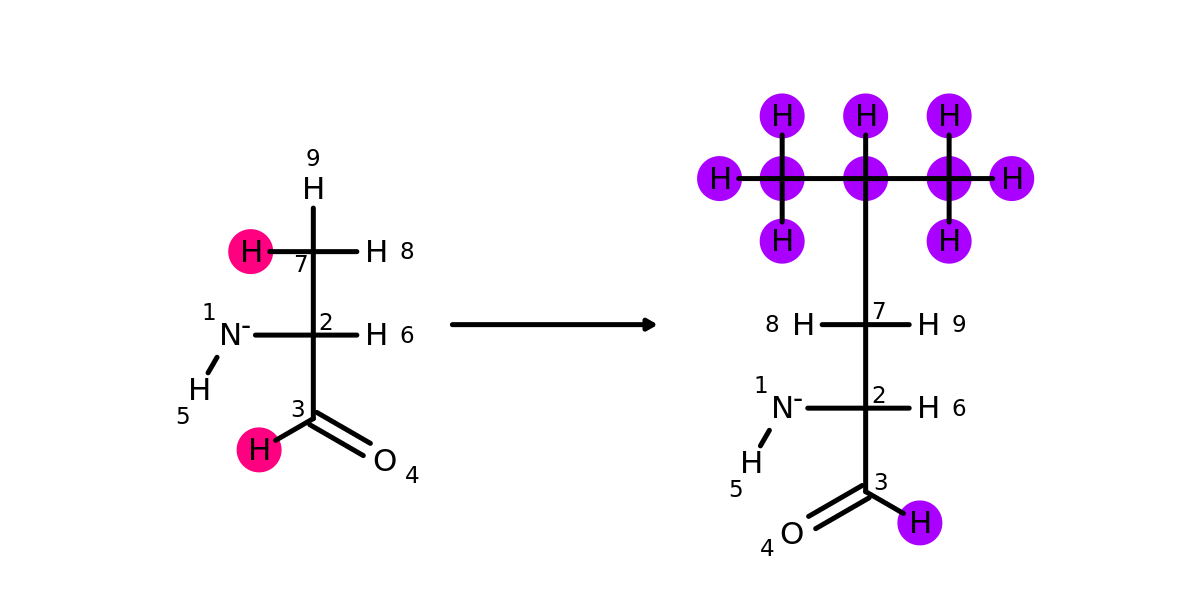 H H H
9
H H H
H H
H H 8 H H
7
1 2 7
N- H 6 8 H H 9
H 1 2
5 N- H 6
3 H
H O 4 5
3
O H
4